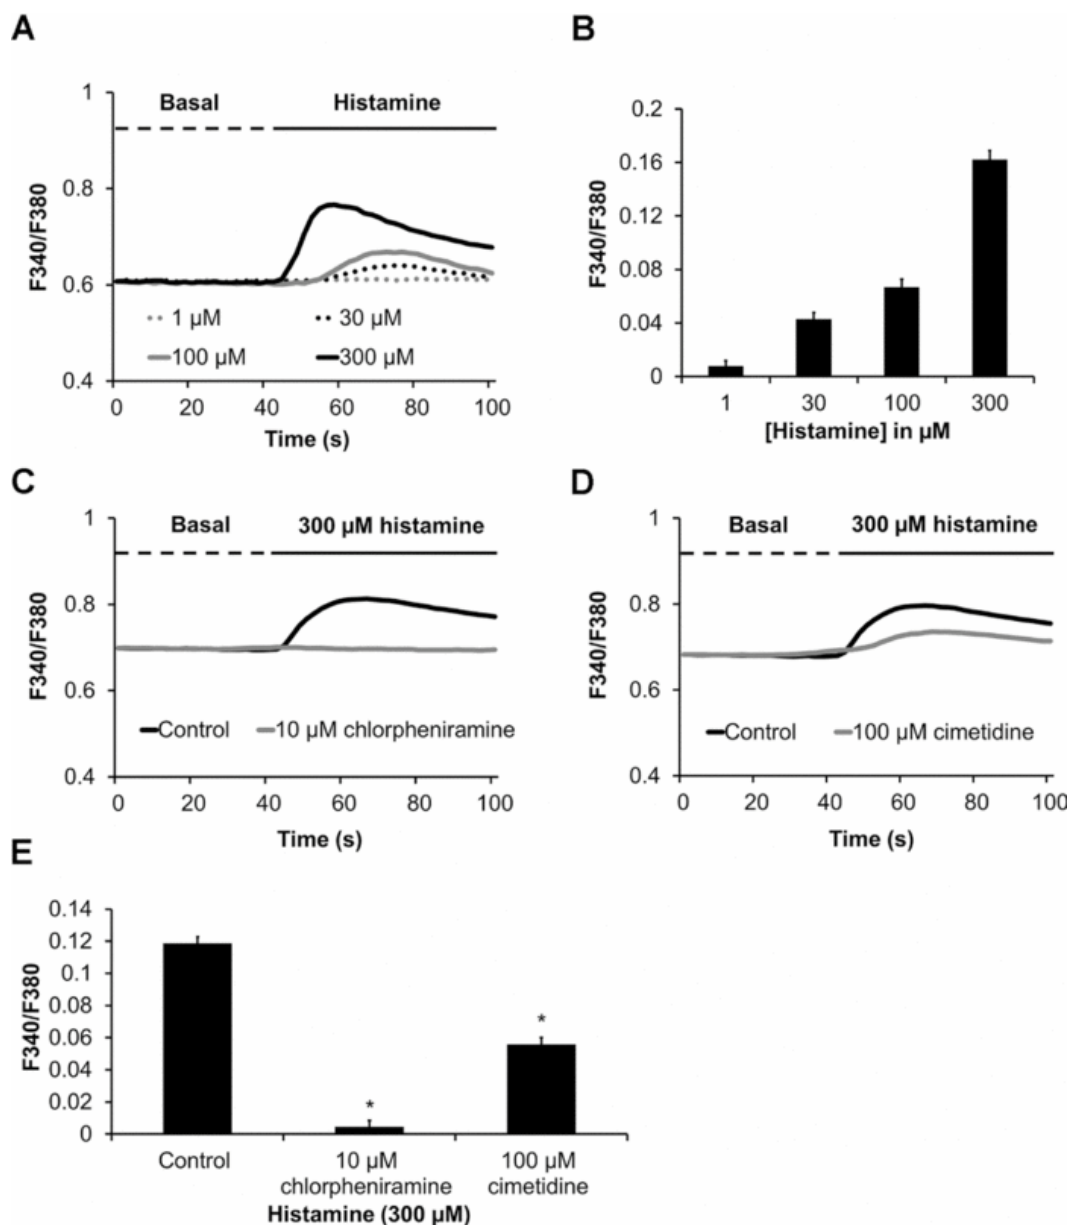 A
Basal Histamine
1
0.8
0.6
0.4
F340/F380
1 µM 30 µM
100 µM 300 µM
0 20 40 60 80 100
Time (s)
B
0.2
0.16
0.12
0.08
0.04
0
F340/F380
1 30 100 300
[Histamine] in µM
C
Basal 300 µM histamine
1
0.8
0.6
0.4
F340/F380
Control 10 µM chlorpheniramine
0 20 40 60 80 100
Time (s)
D
Basal 300 µM histamine
1
0.8
0.6
0.4
F340/F380
Control 100 µM cimetidine
0 20 40 60 80 100
Time (s)
E
0.14
0.12
0.1
0.08
0.06
0.04
0.02
0
F340/F380
*
*
Control 10 µM 100 µM
chlorpheniramine cimetidine
Histamine (300 µM)